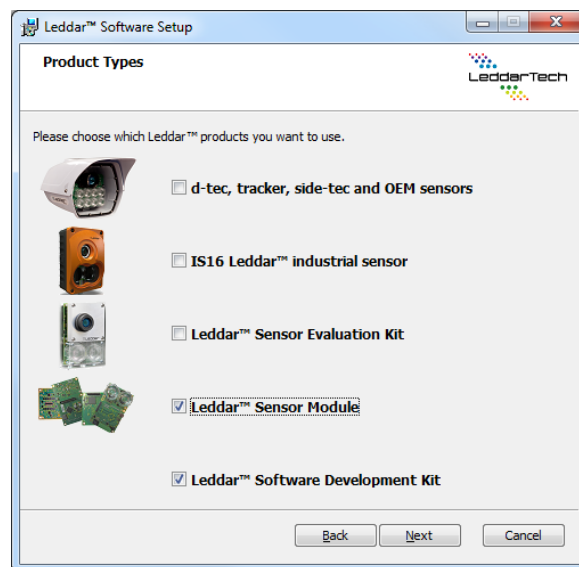 Leddar™ Software Setup
Product Types
LeddarTech
Please choose which Leddar™ products you want to use.
d-tec, tracker, side-tec and OEM sensors
IS16 Leddar™ industrial sensor
Leddar™ Sensor Evaluation Kit
Leddar™ Sensor Module
Leddar™ Software Development Kit
Back Next Cancel